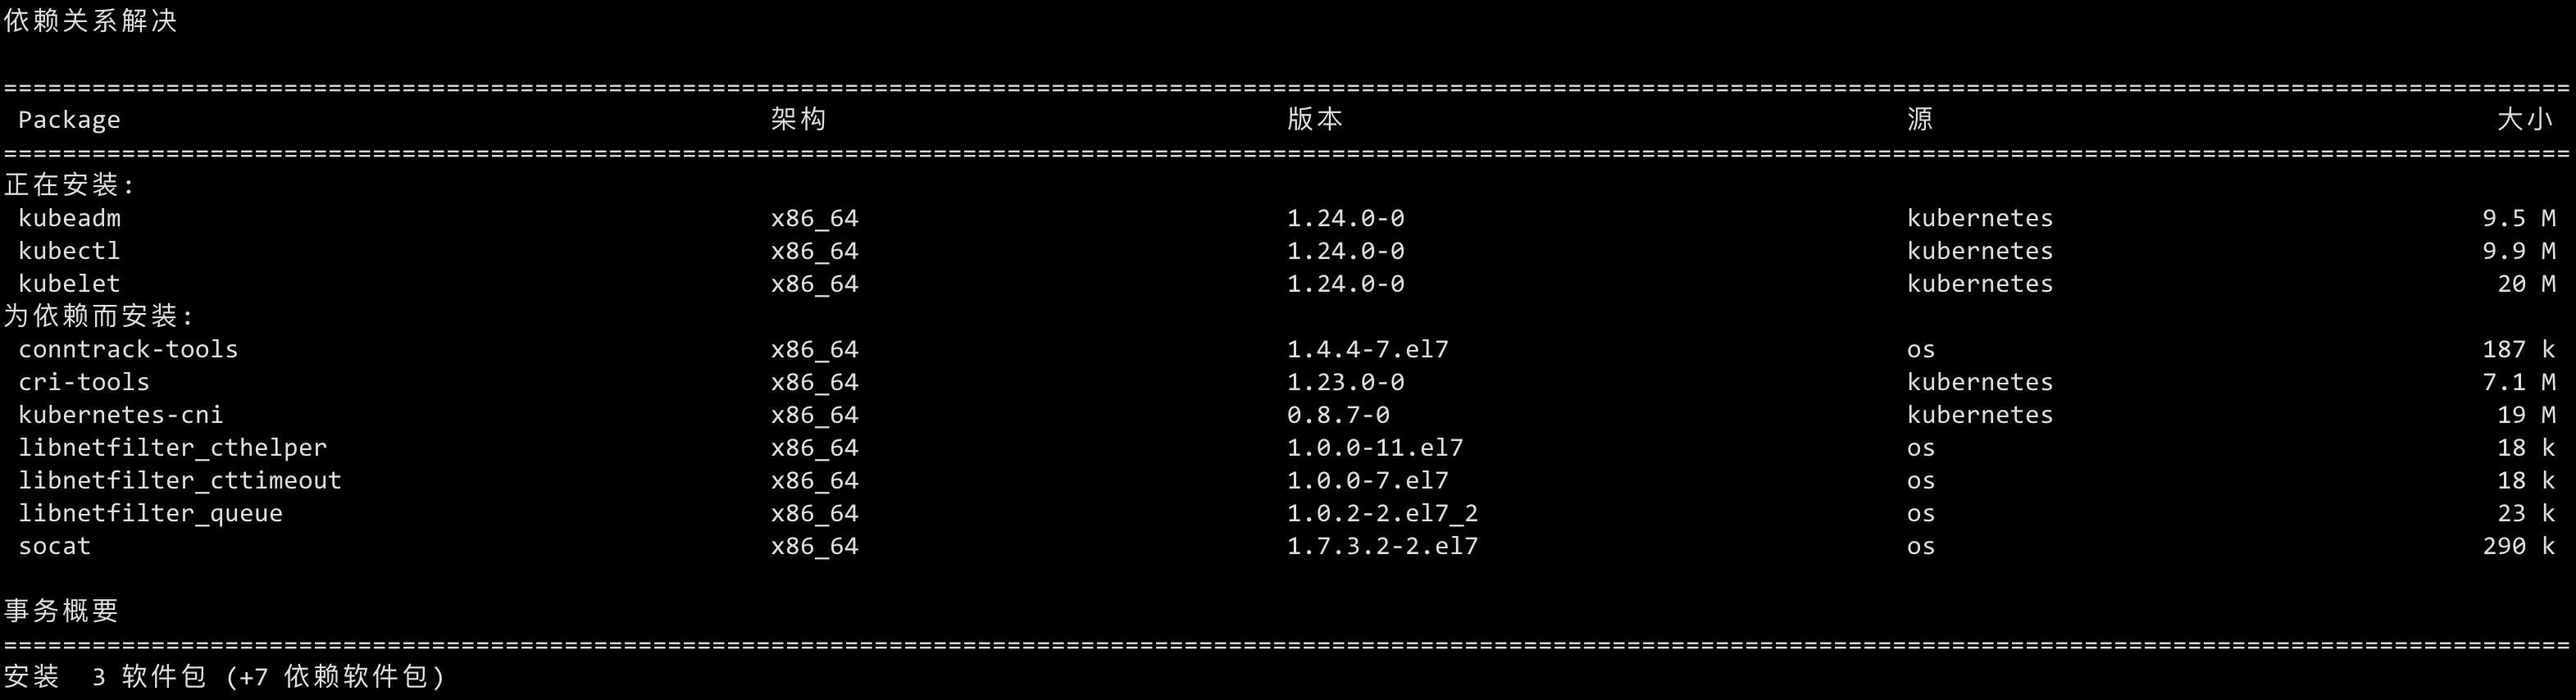 依赖关系解决
================================================================================
Package 架构 版本 源 大小
================================================================================
正在安装:
kubeadm x86_64 1.24.0-0 kubernetes 9.5 M
kubectl x86_64 1.24.0-0 kubernetes 9.9 M
kubelet x86_64 1.24.0-0 kubernetes 20 M
为依赖而安装:
conntrack-tools x86_64 1.4.4-7.el7 os 187 k
cri-tools x86_64 1.23.0-0 kubernetes 7.1 M
kubernetes-cni x86_64 0.8.7-0 kubernetes 19 M
libnetfilter_cthelper x86_64 1.0.0-11.el7 os 18 k
libnetfilter_cttimeout x86_64 1.0.0-7.el7 os 18 k
libnetfilter_queue x86_64 1.0.2-2.el7_2 os 23 k
socat x86_64 1.7.3.2-2.el7 os 290 k
事务概要
================================================================================
安装 3 软件包 (+7 依赖软件包)